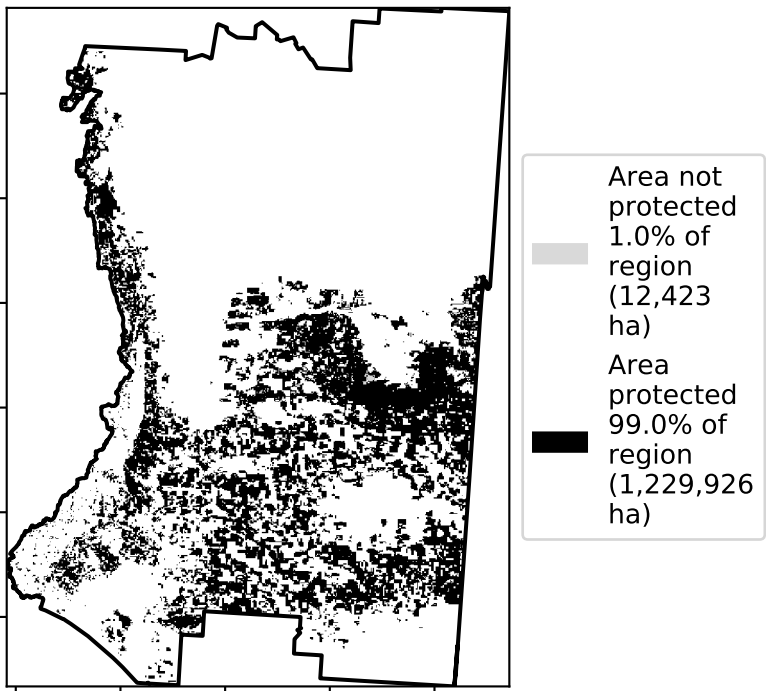 Area not
protected
1.0% of
region
(12,423
ha)
Area
protected
99.0% of
region
(1,229,926
ha)